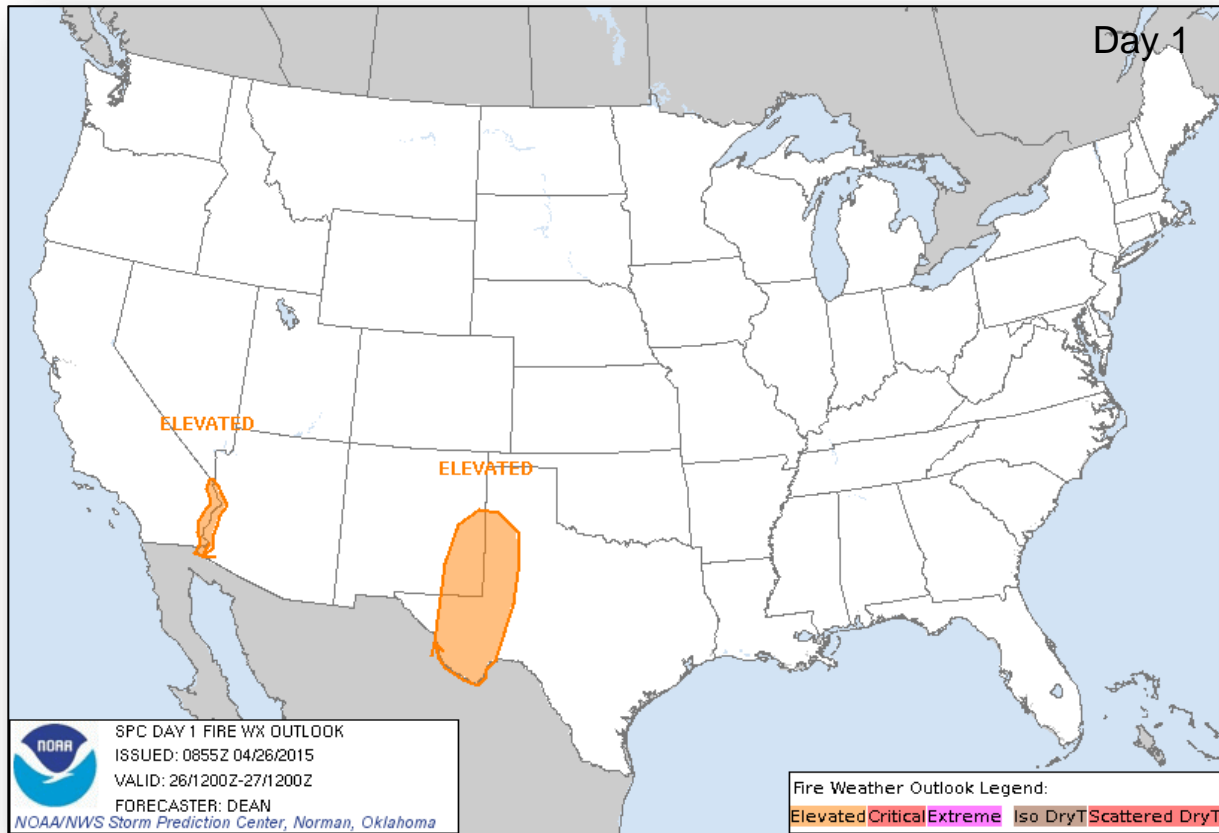 Day 1
ELEVATED
ELEVATED
NOAA
SPC DAY 1 FIRE WX OUTLOOK
ISSUED: 0855Z 04/26/2015
VALID: 26/1200Z-27/1200Z
FORECASTER: DEAN
NOAA/NWS Storm Prediction Center, Norman, Oklahoma
Fire Weather Outlook Legend:
Elevated Critical Extreme Iso DryT Scattered DryT